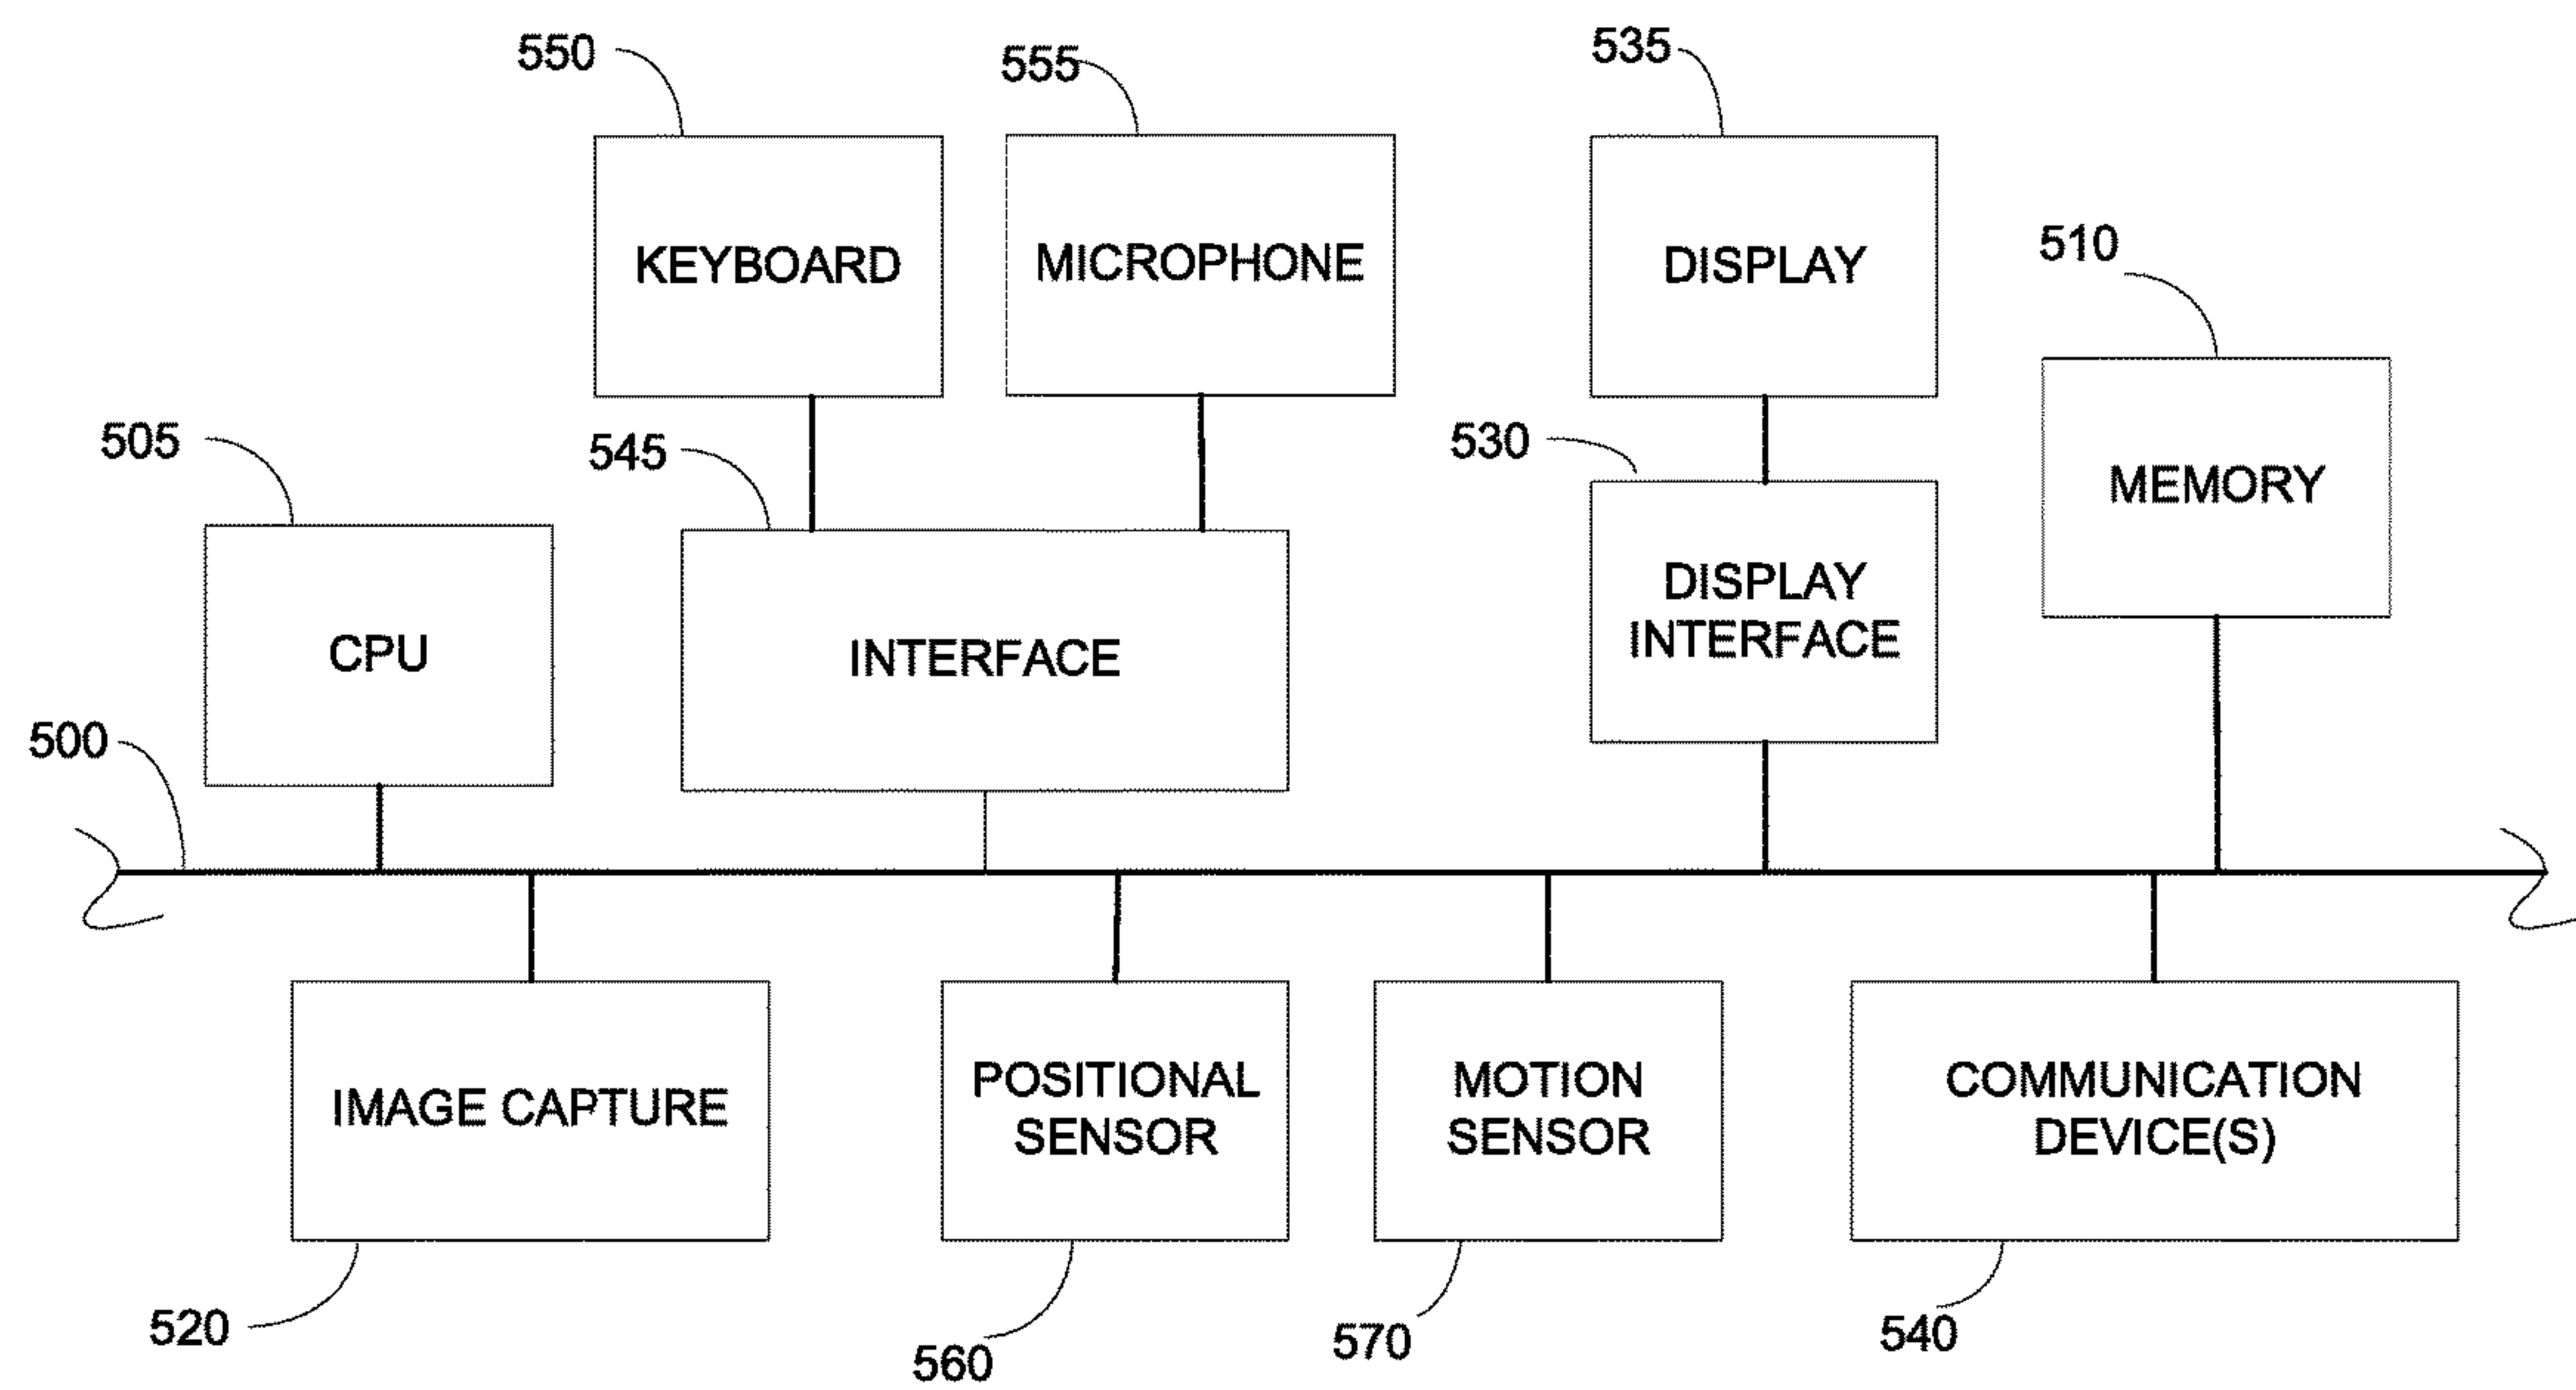 550
555
535
KEYBOARD
MICROPHONE
DISPLAY
510
505
545
530
MEMORY
CPU
INTERFACE
DISPLAY
INTERFACE
500
IMAGE CAPTURE
POSITIONAL
SENSOR
MOTION
SENSOR
COMMUNICATION
DEVICE(S)
520
560
570
540